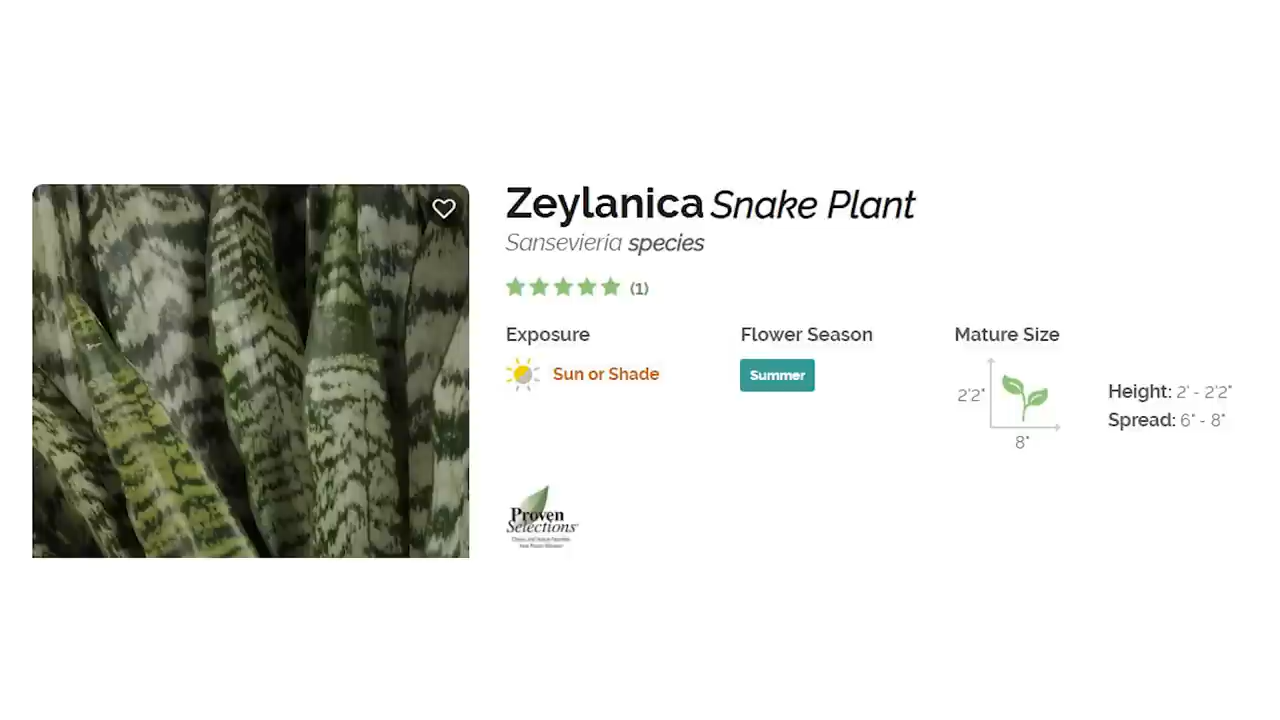 Zeylanica Snake Plant
Sansevieria species
(1)
Exposure
Sun or Shade
Flower Season
Summer
Mature Size
2'2"
8"
Height: 2' - 2'2"
Spread: 6" - 8"
Proven
Selections